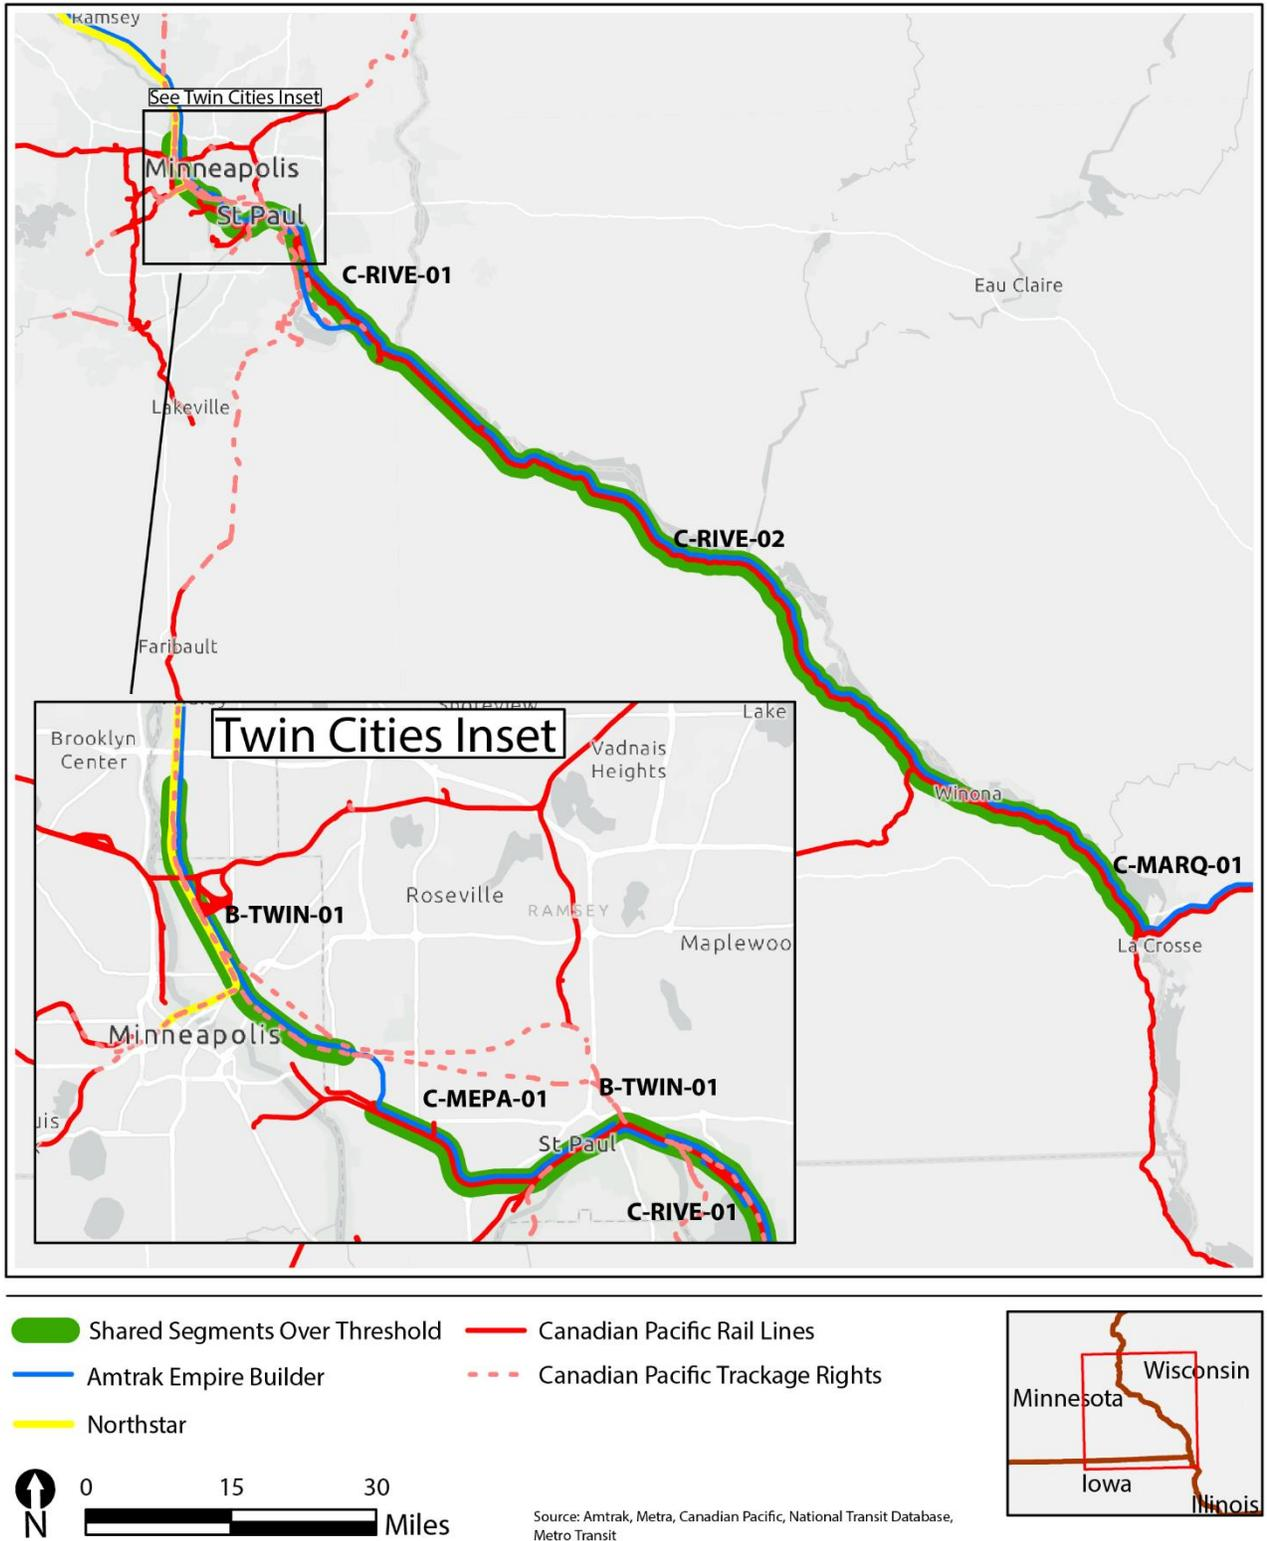 Ramsey
See Twin Cities Inset
Minneapolis
St Paul
C-RIVE-01
Eau Claire
Lakeville
C-RIVE-02
Faribault
Winona
C-MARQ-01
La Crosse
Twin Cities Inset
Shoreview
Lake
Brooklyn
Center
Vadnais
Heights
Roseville
B-TWIN-01
RAMSEY
Maplewoo
Minneapolis
C-MEPA-01
B-TWIN-01
uis
St Paul
C-RIVE-01
Shared Segments Over Threshold
Canadian Pacific Rail Lines
Amtrak Empire Builder
Canadian Pacific Trackage Rights
Northstar
Wisconsin
Minnesota
Iowa
Illinois
0 15 30
Miles
N
Source: Amtrak, Metra, Canadian Pacific, National Transit Database,
Metro Transit